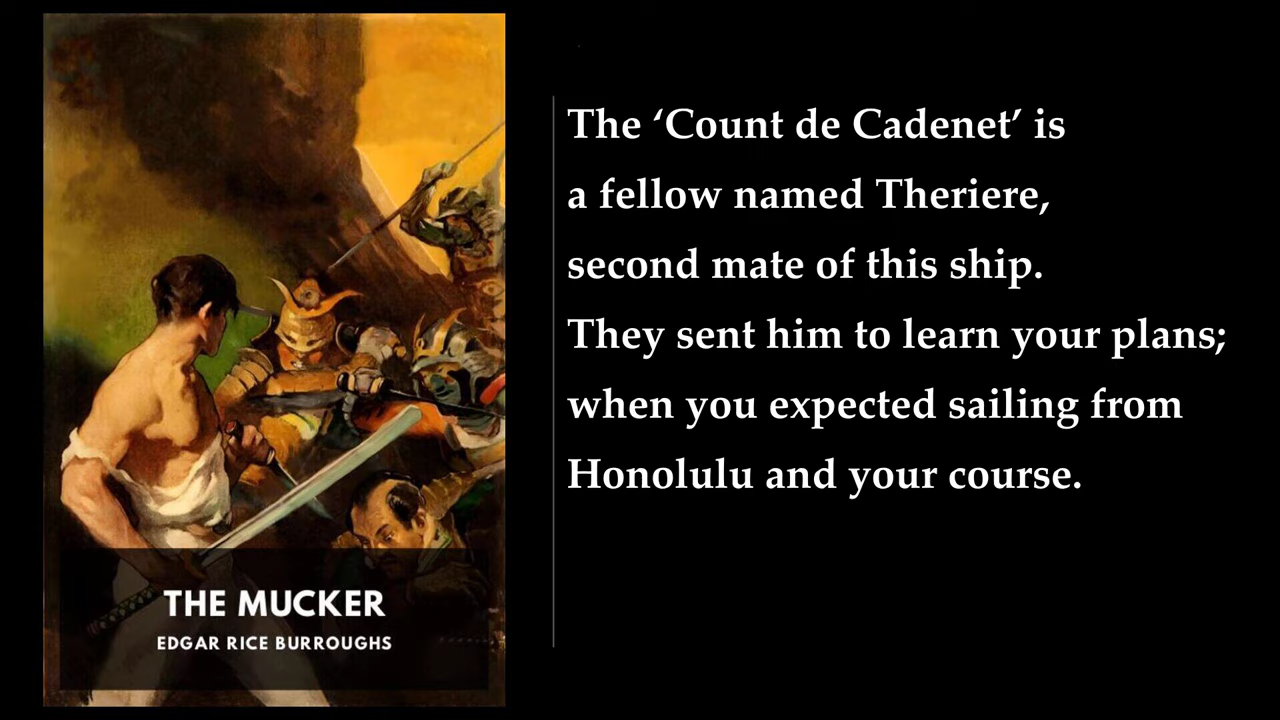 The ‘Count de Cadenet’ is
a fellow named Theriere,
second mate of this ship.
They sent him to learn your plans;
when you expected sailing from
Honolulu and your course.
THE MUCKER
EDGAR RICE BURROUGHS